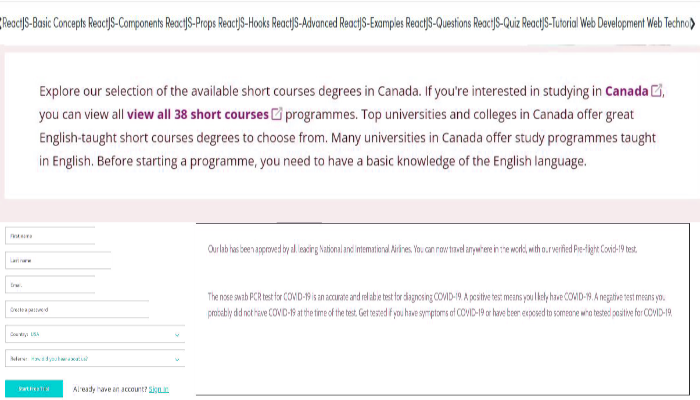 ReactJS-Basic Concepts ReactJS-Components ReactJS-Props ReactJS-Hooks ReactJS-Advanced ReactJS-Examples ReactJS-Questions ReactJS-Quiz ReactJS-Tutorial Web Development Web Techno
Explore our selection of the available short courses degrees in Canada. If you're interested in studying in Canada,
you can view all view all 38 short courses programmes. Top universities and colleges in Canada offer great
English-taught short courses degrees to choose from. Many universities in Canada offer study programmes taught
in English. Before starting a programme, you need to have a basic knowledge of the English language.
First name
Last name
Email
Create a password
Country: USA
Referrer: How did you hear about us?
Start Free Trial
Already have an account? Sign in
Our lab has been approved by all leading National and International Airlines. You can now travel anywhere in the world, with our verified Pre-flight Covid-19 test.
The nose swab PCR test for COVID-19 is an accurate and reliable test for diagnosing COVID-19. A positive test means you likely have COVID-19. A negative test means you
probably did not have COVID-19 at the time of the test. Get tested if you have symptoms of COVID-19 or have been exposed to someone who tested positive for COVID-19.